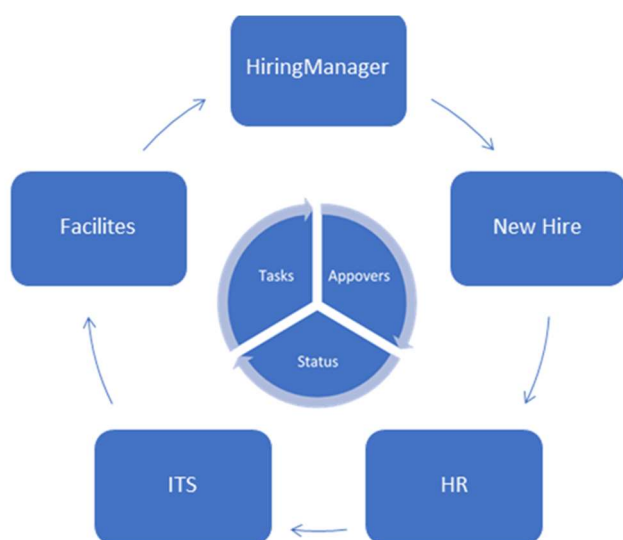 HiringManager
Facilites
New Hire
Tasks
Appovers
Status
ITS
HR